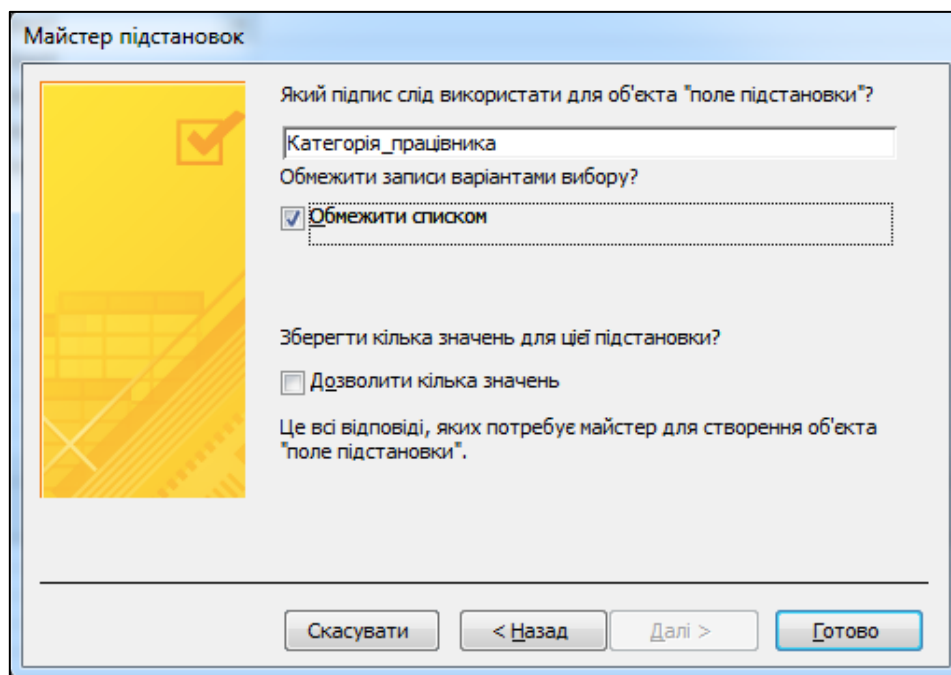 Майстер підстановок
Який підпис слід використати для об'єкта "поле підстановки"?
Категорія_працівника
Обмежити записи варіантами вибору?
Обмежити списком
Зберегти кілька значень для цієї підстановки?
Дозволити кілька значень
Це всі відповіді, яких потребує майстер для створення об'єкта
"поле підстановки".
Скасувати
< Назад
Далі >
Готово